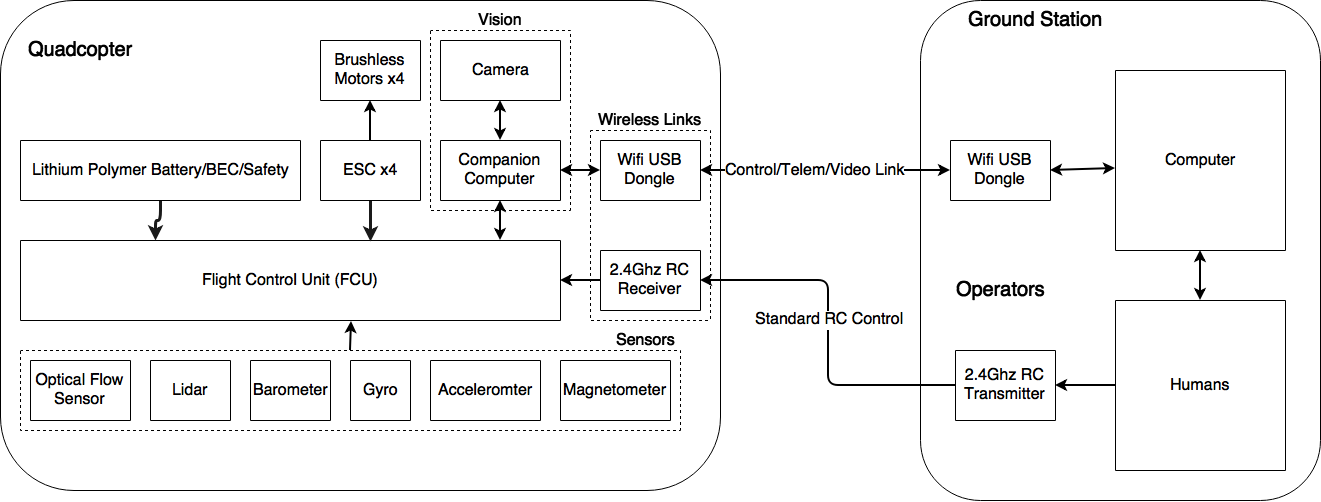 Quadcopter
Vision
Ground Station
Brushless
Motors x4
Camera
Wireless Links
Lithium Polymer Battery/BEC/Safety
ESC x4
Companion
Computer
Wifi USB
Dongle
Control/Telem/Video Link
Wifi USB
Dongle
Computer
Flight Control Unit (FCU)
2.4Ghz RC
Receiver
Standard RC Control
Operators
Sensors
Optical Flow
Sensor
Lidar
Barometer
Gyro
Acceleromter
Magnetometer
2.4Ghz RC
Transmitter
Humans